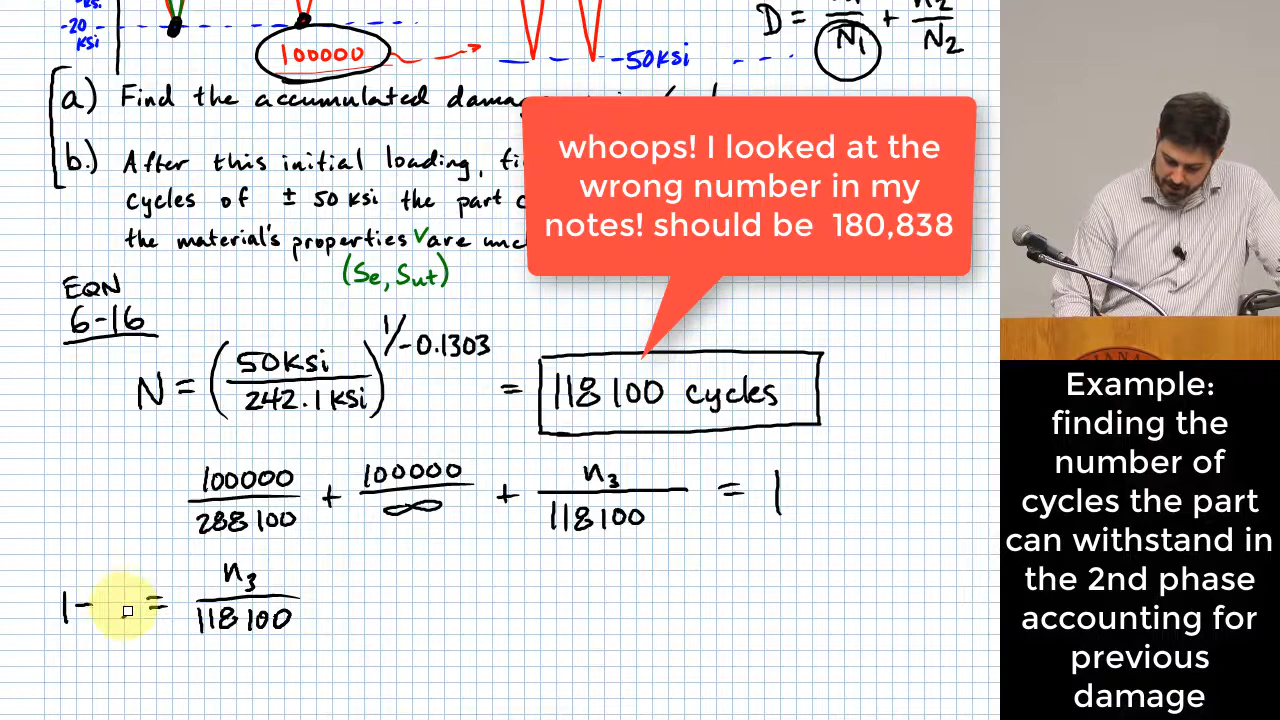 -20
ksi
100000
-50ksi
D = + 
N1 N2
a) Find the accumulated
b.) After this initial loading,
cycles of ± 50 ksi the part
the material's properties are
(Se, Sut)
whoops! I looked at the
wrong number in my
notes! should be 180,838
EQN
6-16
N = (50ksi / 242.1ksi)^1/-0.1303 = 118100 cycles
100000/288100 + 100000/∞ + n3/118100 = 1
1- = n3/118100
Example:
finding the
number of
cycles the part
can withstand in
the 2nd phase
accounting for
previous
damage